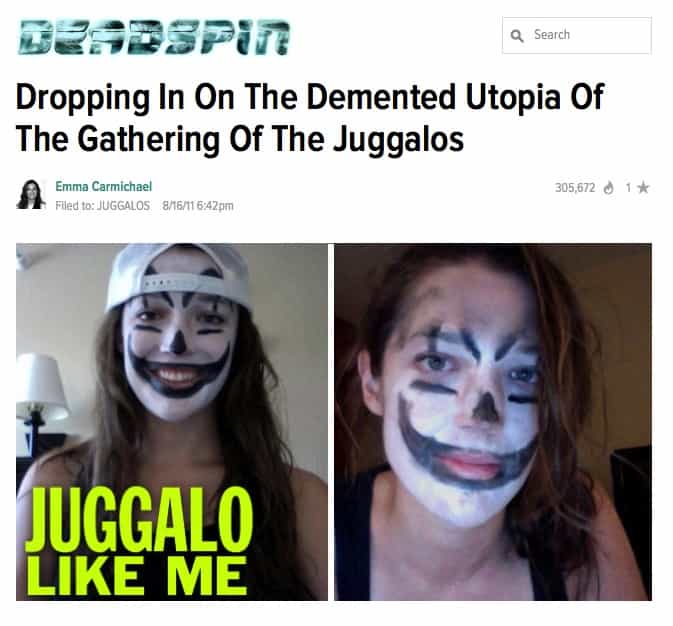 DEADSPIN
Search
Dropping In On The Demented Utopia Of
The Gathering Of The Juggalos
Emma Carmichael
305,672 1
Filed to: JUGGALOS 8/16/11 6:42pm
JUGGALO
LIKE ME